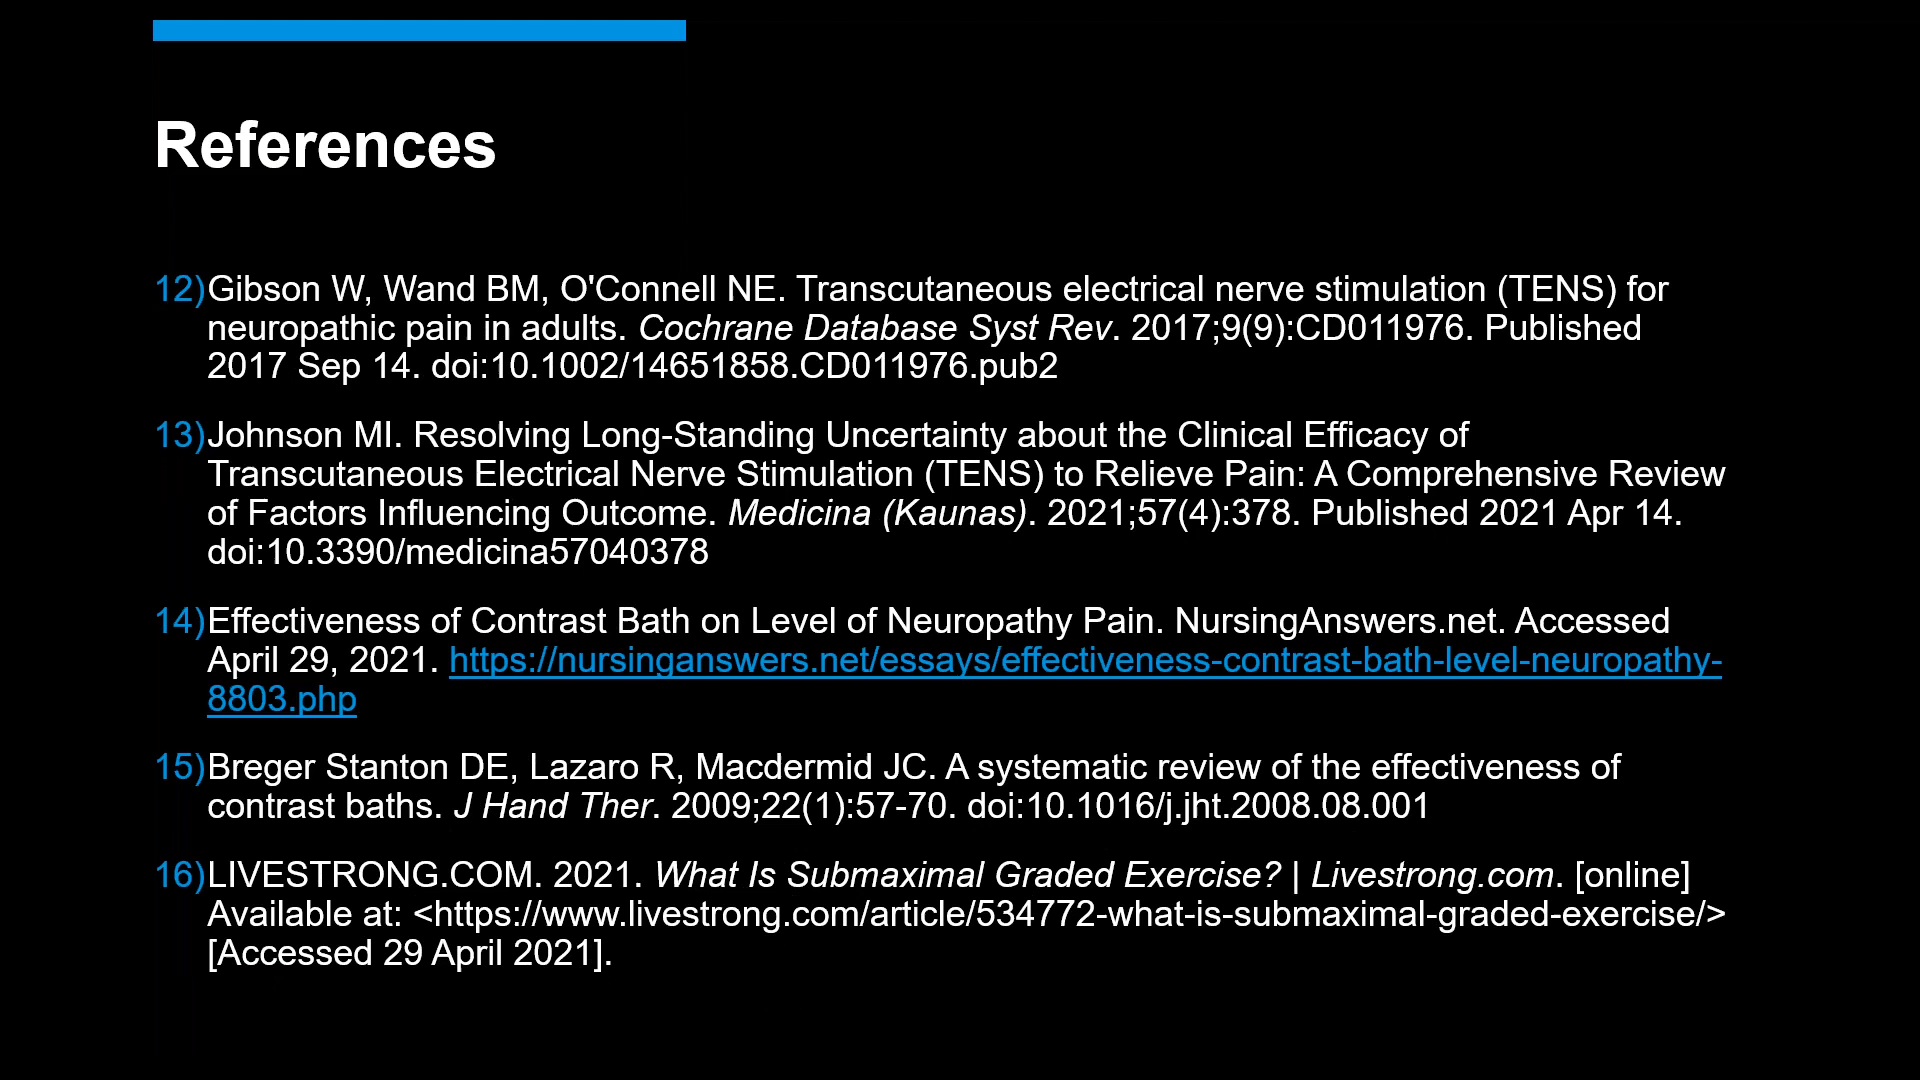 References
12)Gibson W, Wand BM, O'Connell NE. Transcutaneous electrical nerve stimulation (TENS) for
neuropathic pain in adults. Cochrane Database Syst Rev. 2017;9(9):CD011976. Published
2017 Sep 14. doi:10.1002/14651858.CD011976.pub2
13)Johnson MI. Resolving Long-Standing Uncertainty about the Clinical Efficacy of
Transcutaneous Electrical Nerve Stimulation (TENS) to Relieve Pain: A Comprehensive Review
of Factors Influencing Outcome. Medicina (Kaunas). 2021;57(4):378. Published 2021 Apr 14.
doi:10.3390/medicina57040378
14)Effectiveness of Contrast Bath on Level of Neuropathy Pain. NursingAnswers.net. Accessed
April 29, 2021. https://nursinganswers.net/essays/effectiveness-contrast-bath-level-neuropathy-
8803.php
15)Breger Stanton DE, Lazaro R, Macdermid JC. A systematic review of the effectiveness of
contrast baths. J Hand Ther. 2009;22(1):57-70. doi:10.1016/j.jht.2008.08.001
16)LIVESTRONG.COM. 2021. What Is Submaximal Graded Exercise? | Livestrong.com. [online]
Available at: <https://www.livestrong.com/article/534772-what-is-submaximal-graded-exercise/>
[Accessed 29 April 2021].